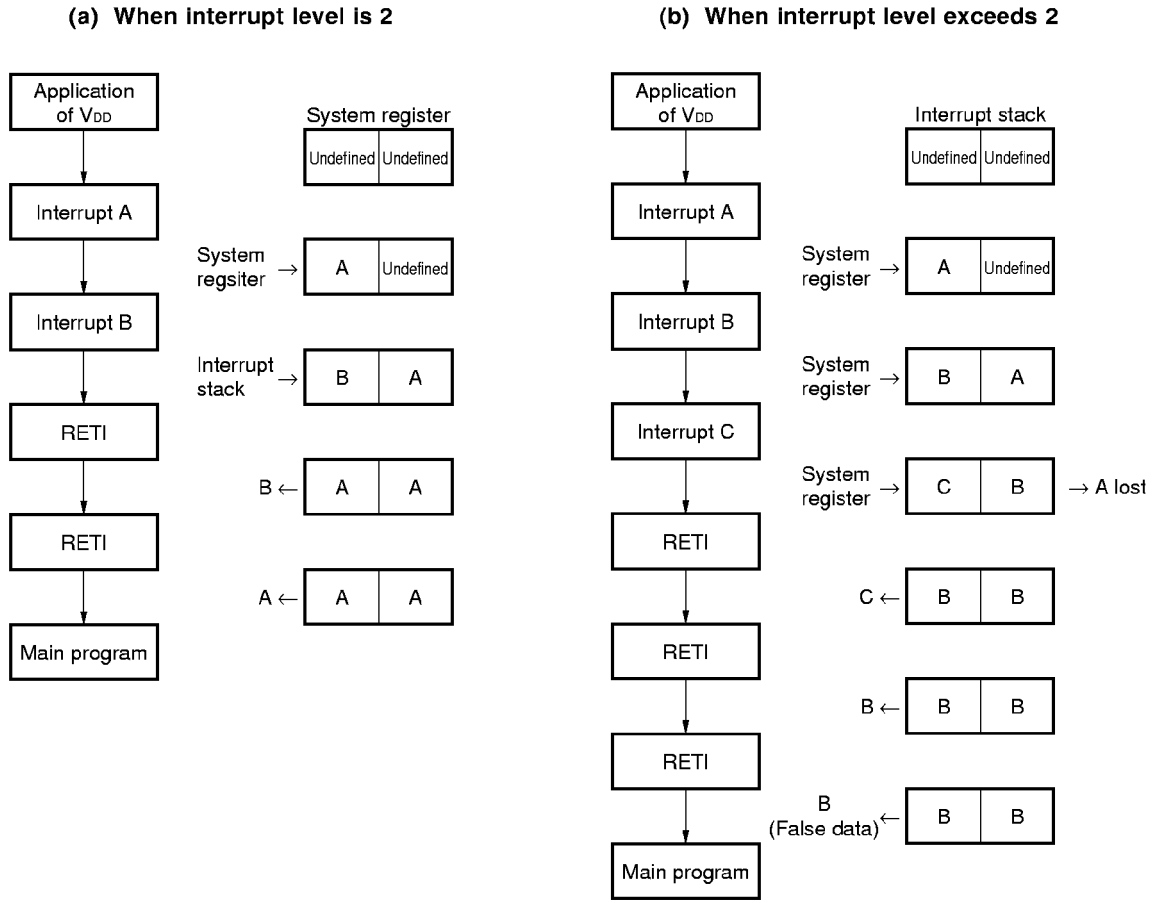 (a) When interrupt level is 2
Application
of VDD
System register
Undefined Undefined
Interrupt A
System
regsiter → A Undefined
Interrupt B
Interrupt
stack → B A
RETI
B ← A A
RETI
A ← A A
Main program
(b) When interrupt level exceeds 2
Application
of VDD
Interrupt stack
Undefined Undefined
Interrupt A
System
register → A Undefined
Interrupt B
System
register → B A
Interrupt C
System
register → C B → A lost
RETI
C ← B B
RETI
B ← B B
RETI
B
(False data) ← B B
Main program